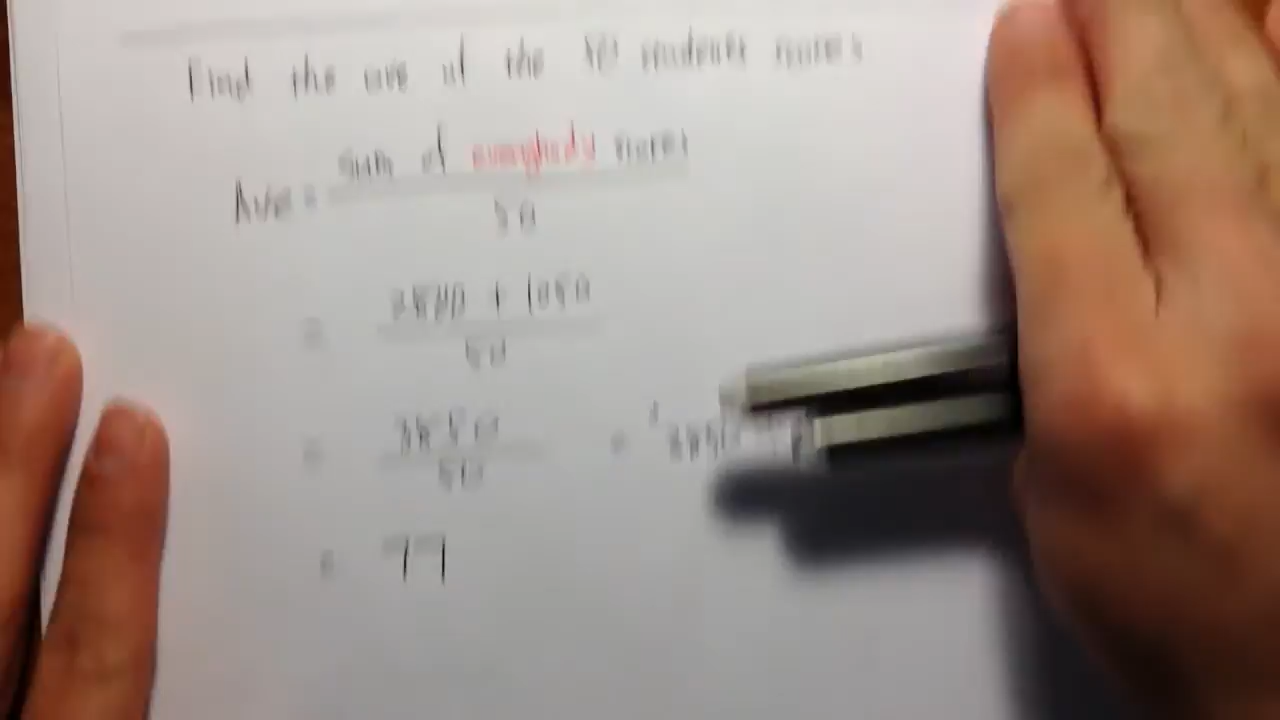 Find the ave of the 50 students scores
Ave = sum of everybody scores
50
= 2800 + 1050
50
= 3850
50
= 3850
= 77